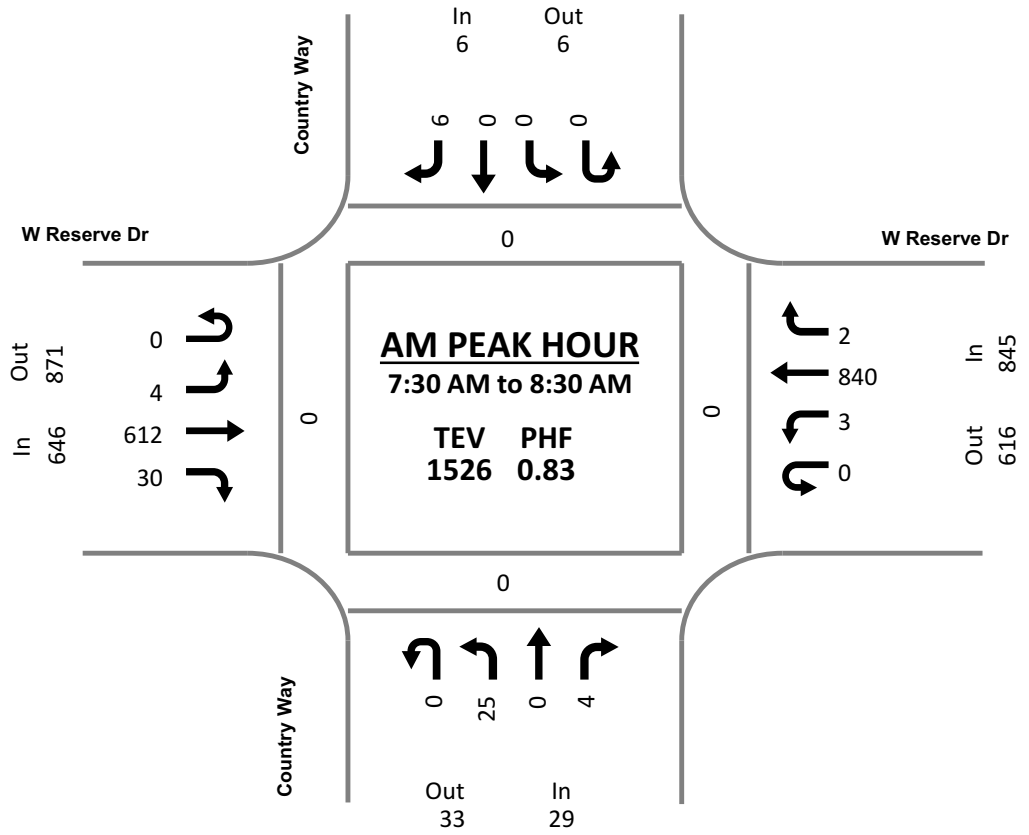 In Out
6 6
Country Way
6 0 0 0
W Reserve Dr
0
W Reserve Dr
Out
871
In
646
0
4
612
30
0
AM PEAK HOUR
7:30 AM to 8:30 AM
TEV PHF
1526 0.83
0
2
840
3
0
In
845
Out
616
0
0 25 0 4
Country Way
Out In
33 29